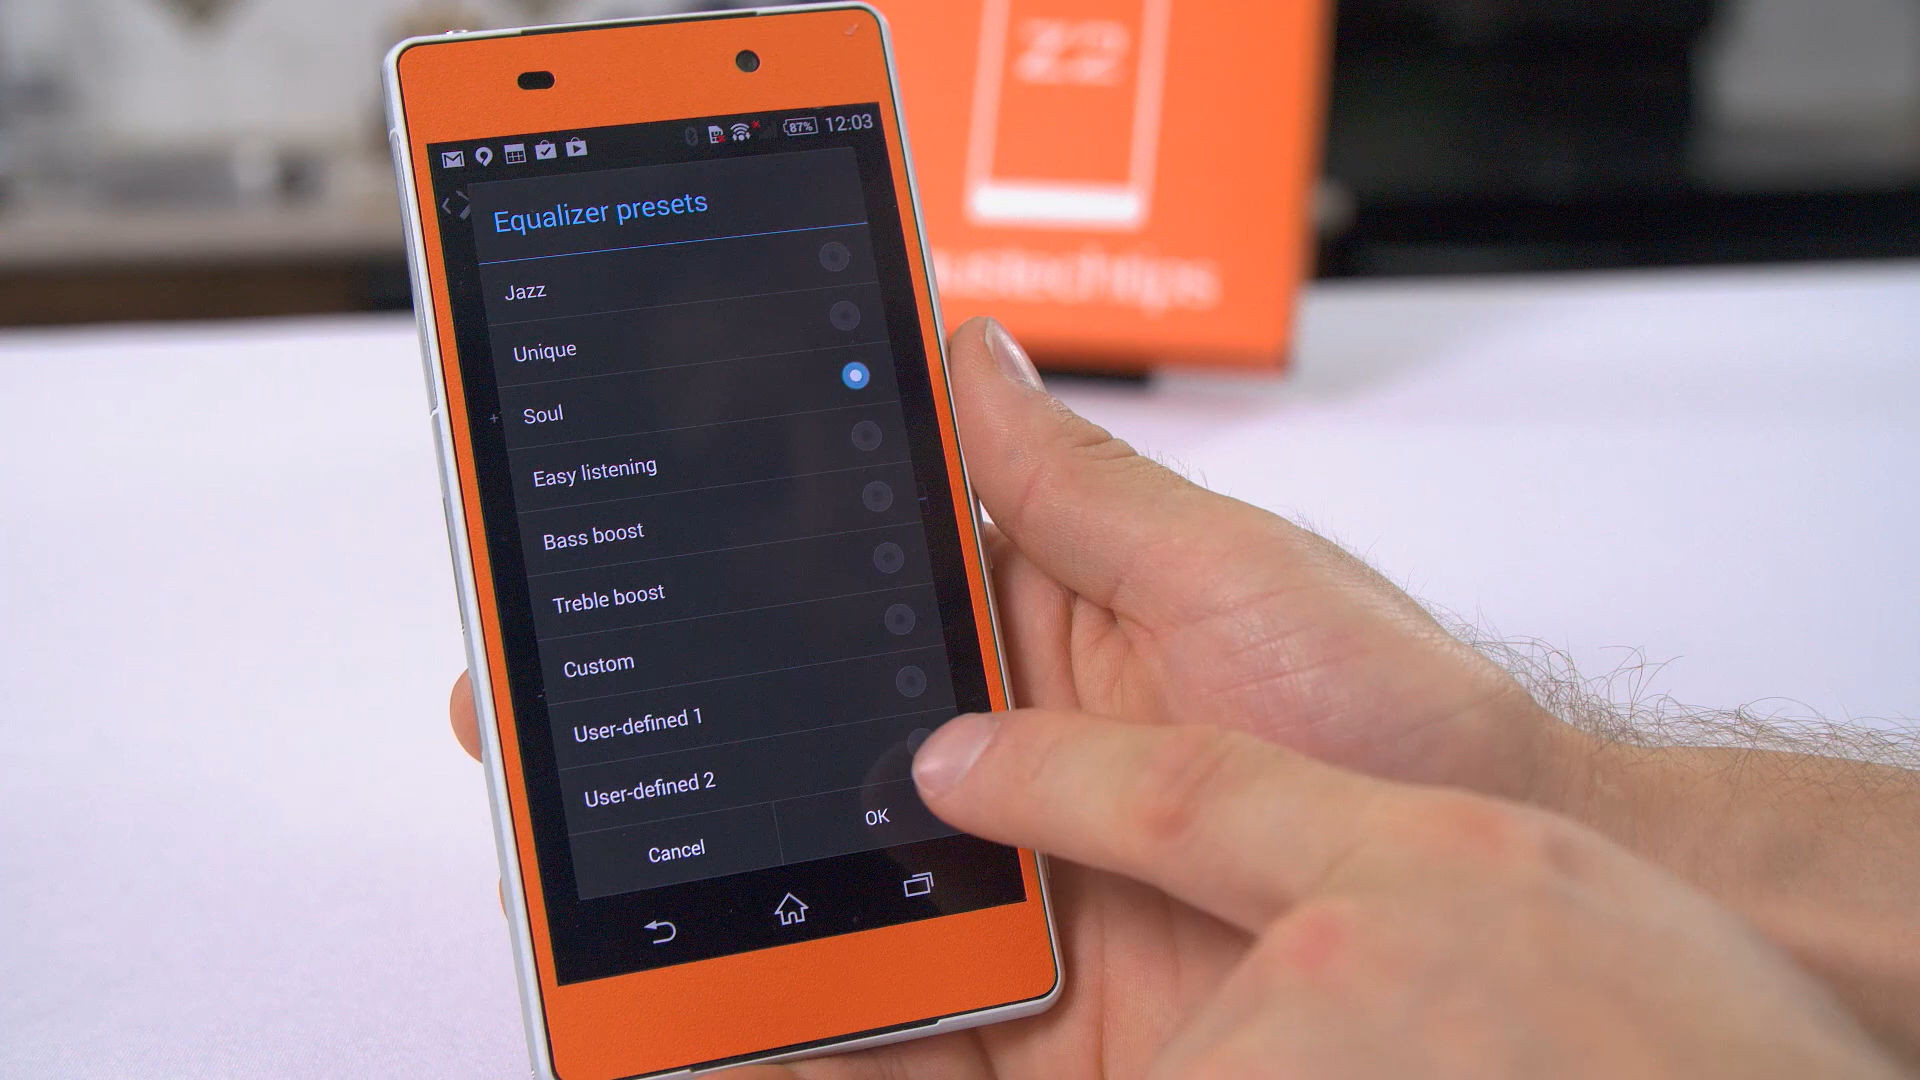 Z2
87% 12:03
Equalizer presets
Jazz
Unique
Soul
Easy listening
Bass boost
Treble boost
Custom
User-defined 1
User-defined 2
Cancel OK